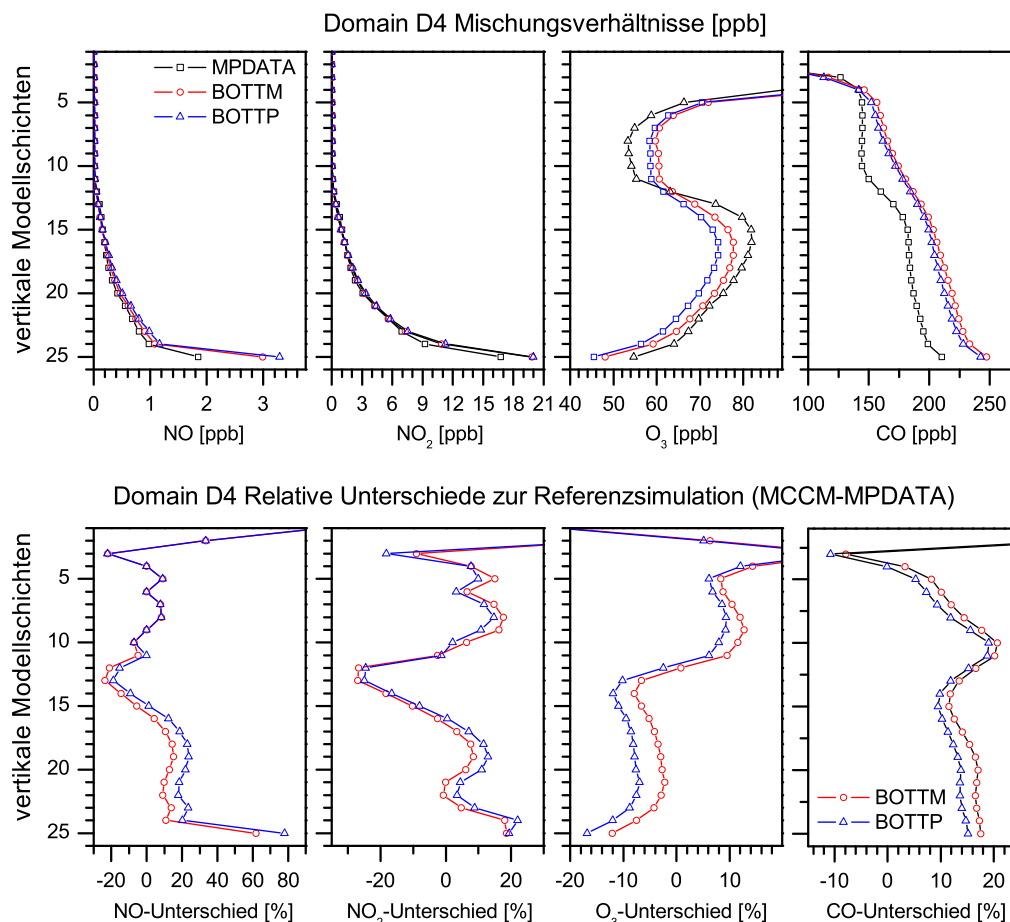 Domain D4 Mischungsverhältnisse [ppb]
vertikale Modellschichten
5
10
15
20
25
MPDATA
BOTTM
BOTTP
0 1 2 3
NO [ppb]
0 3 6 9 12 15 18 21
NO2 [ppb]
40 50 60 70 80
O3 [ppb]
100 150 200 250
CO [ppb]
Domain D4 Relative Unterschiede zur Referenzsimulation (MCCM-MPDATA)
vertikale Modellschichten
5
10
15
20
25
BOTTM
BOTTP
-20 0 20 40 60 80
NO-Unterschied [%]
-20 0 20
NO2-Unterschied [%]
-20 -10 0 10
O3-Unterschied [%]
-10 0 10 20
CO-Unterschied [%]